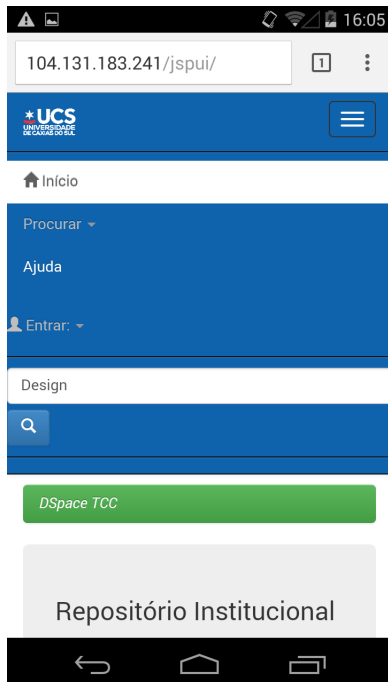 16:05
104.131.183.241/jspui/
1
UCS
UNIVERSIDADE
DE CAXIAS DO SUL
Início
Procurar
Ajuda
Entrar:
Design
DSpace TCC
Repositório Institucional